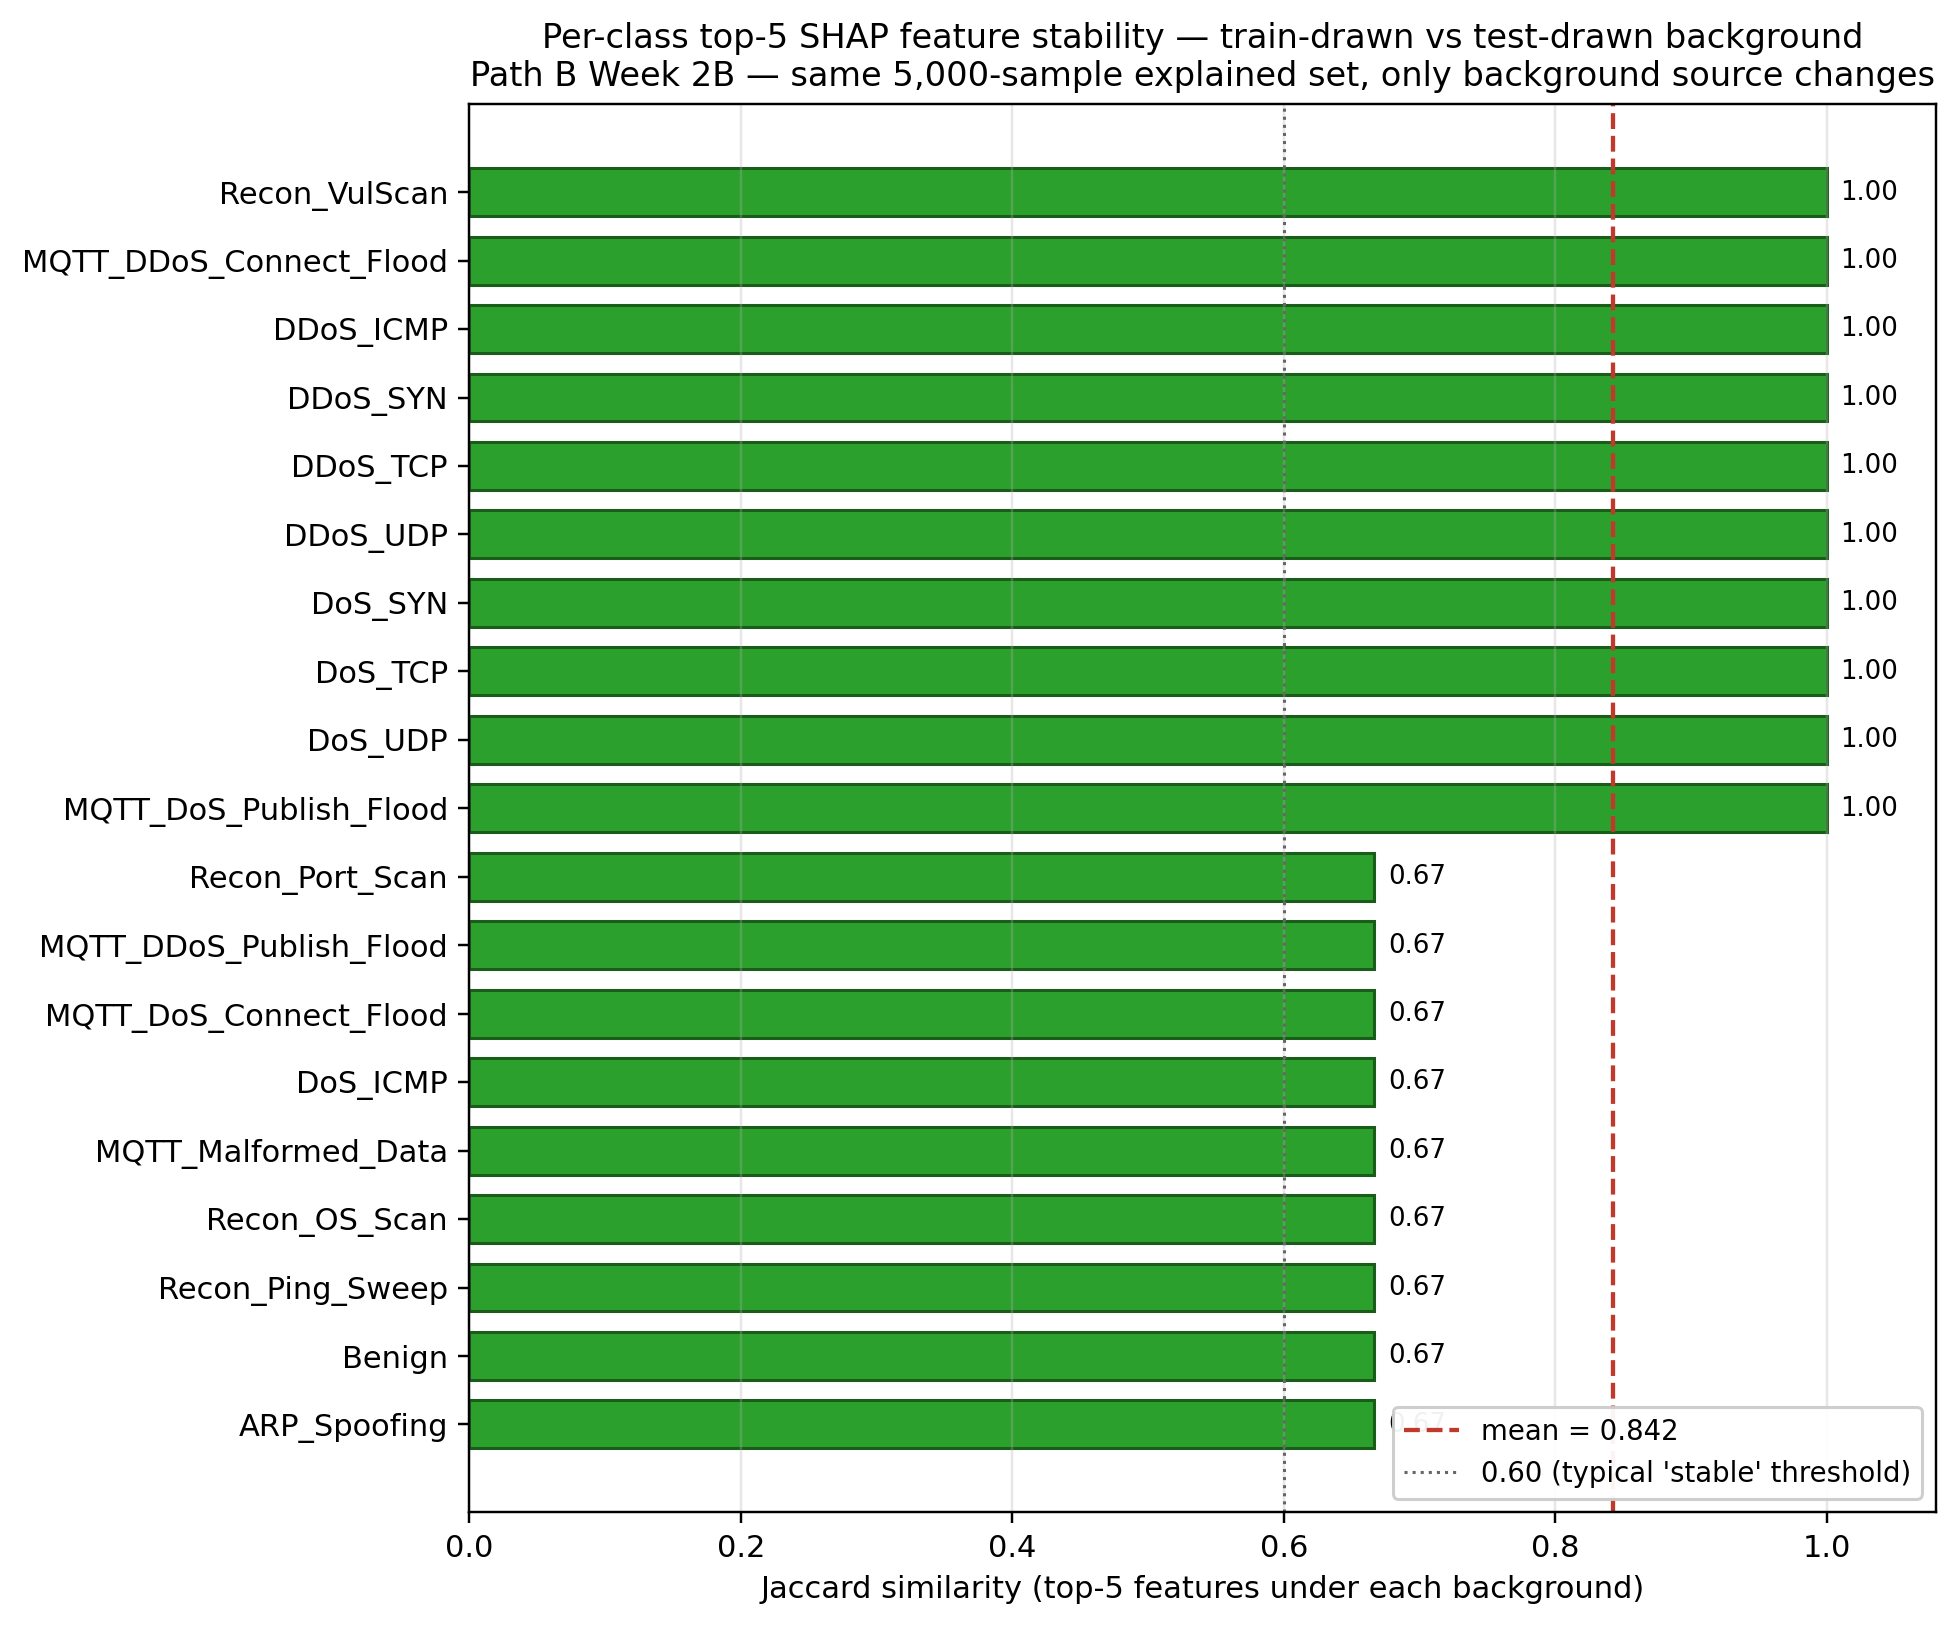 Per-class top-5 SHAP feature stability — train-drawn vs test-drawn background
Path B Week 2B — same 5,000-sample explained set, only background source changes
Recon_VulScan 1.00
MQTT_DDoS_Connect_Flood 1.00
DDoS_ICMP 1.00
DDoS_SYN 1.00
DDoS_TCP 1.00
DDoS_UDP 1.00
DoS_SYN 1.00
DoS_TCP 1.00
DoS_UDP 1.00
MQTT_DoS_Publish_Flood 1.00
Recon_Port_Scan 0.67
MQTT_DDoS_Publish_Flood 0.67
MQTT_DoS_Connect_Flood 0.67
DoS_ICMP 0.67
MQTT_Malformed_Data 0.67
Recon_OS_Scan 0.67
Recon_Ping_Sweep 0.67
Benign 0.67
ARP_Spoofing 0.67
mean = 0.842
0.60 (typical 'stable' threshold)
0.0 0.2 0.4 0.6 0.8 1.0
Jaccard similarity (top-5 features under each background)